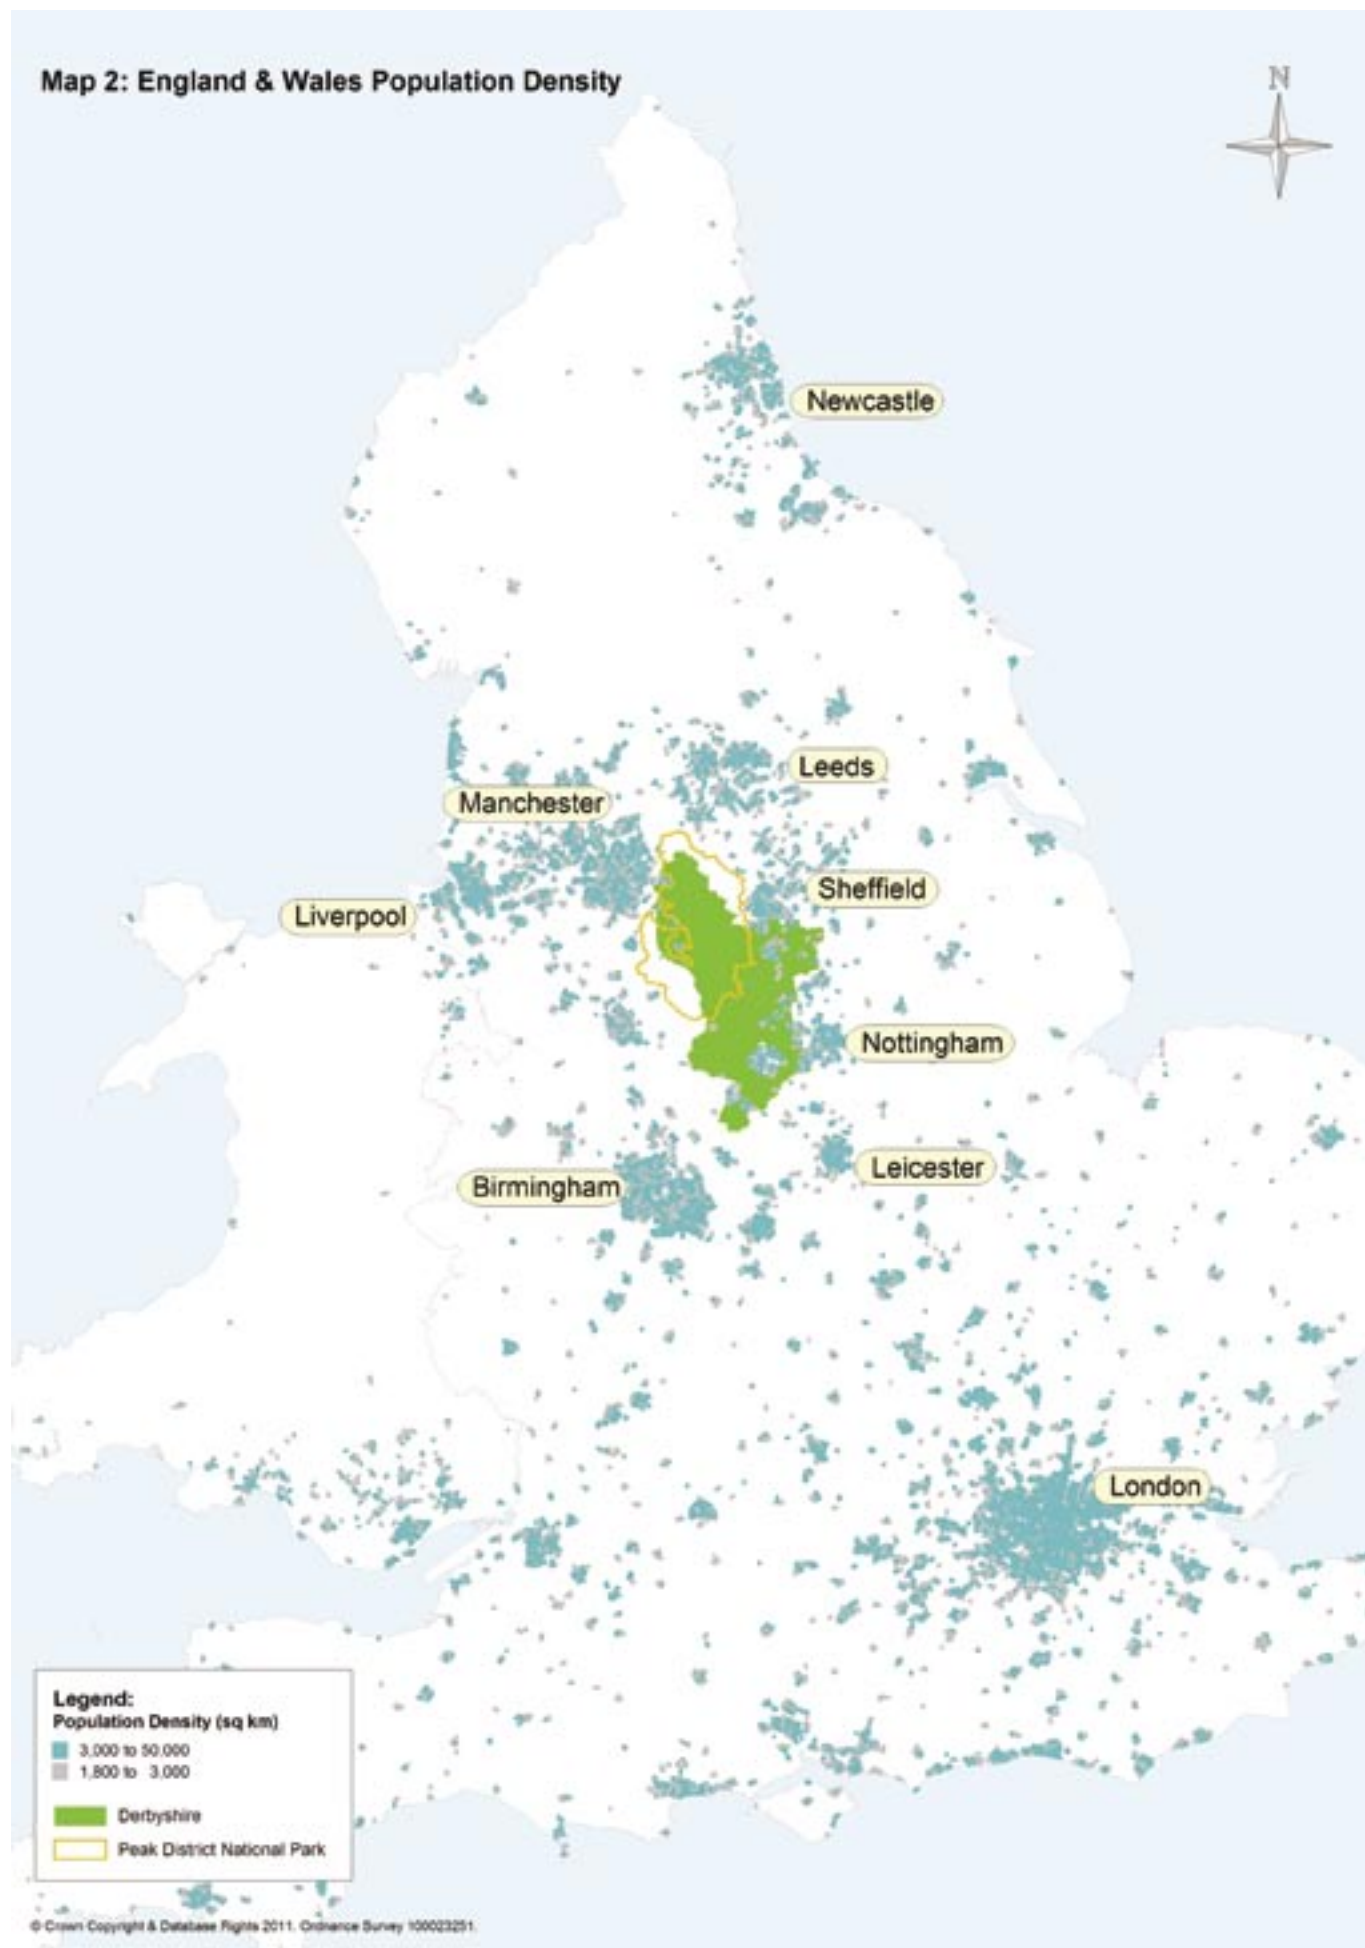 Map 2: England & Wales Population Density
N
Newcastle
Leeds
Manchester
Sheffield
Liverpool
Nottingham
Leicester
Birmingham
London
Legend:
Population Density (sq km)
3,000 to 50,000
1,800 to 3,000
Derbyshire
Peak District National Park
© Crown Copyright & Database Rights 2011. Ordnance Survey 100023251.